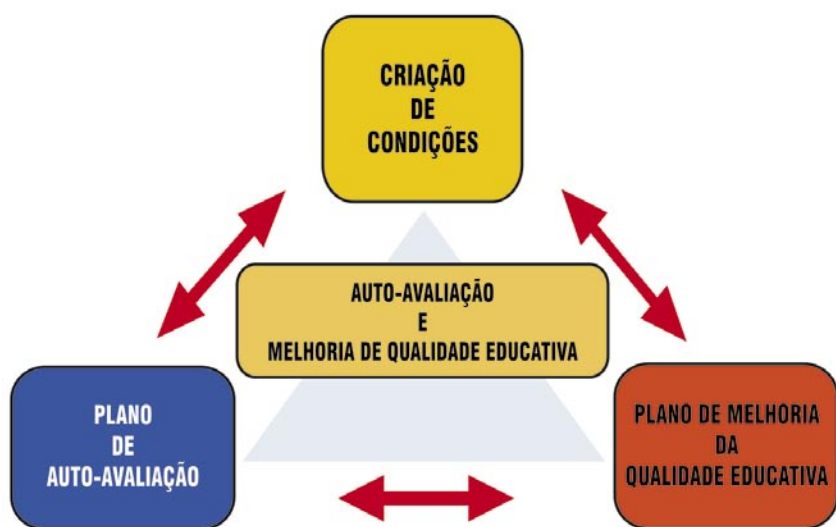 CRIAÇÃO
DE
CONDIÇÕES
AUTO-AVALIAÇÃO
E
MELHORIA DE QUALIDADE EDUCATIVA
PLANO
DE
AUTO-AVALIAÇÃO
PLANO DE MELHORIA
DA
QUALIDADE EDUCATIVA